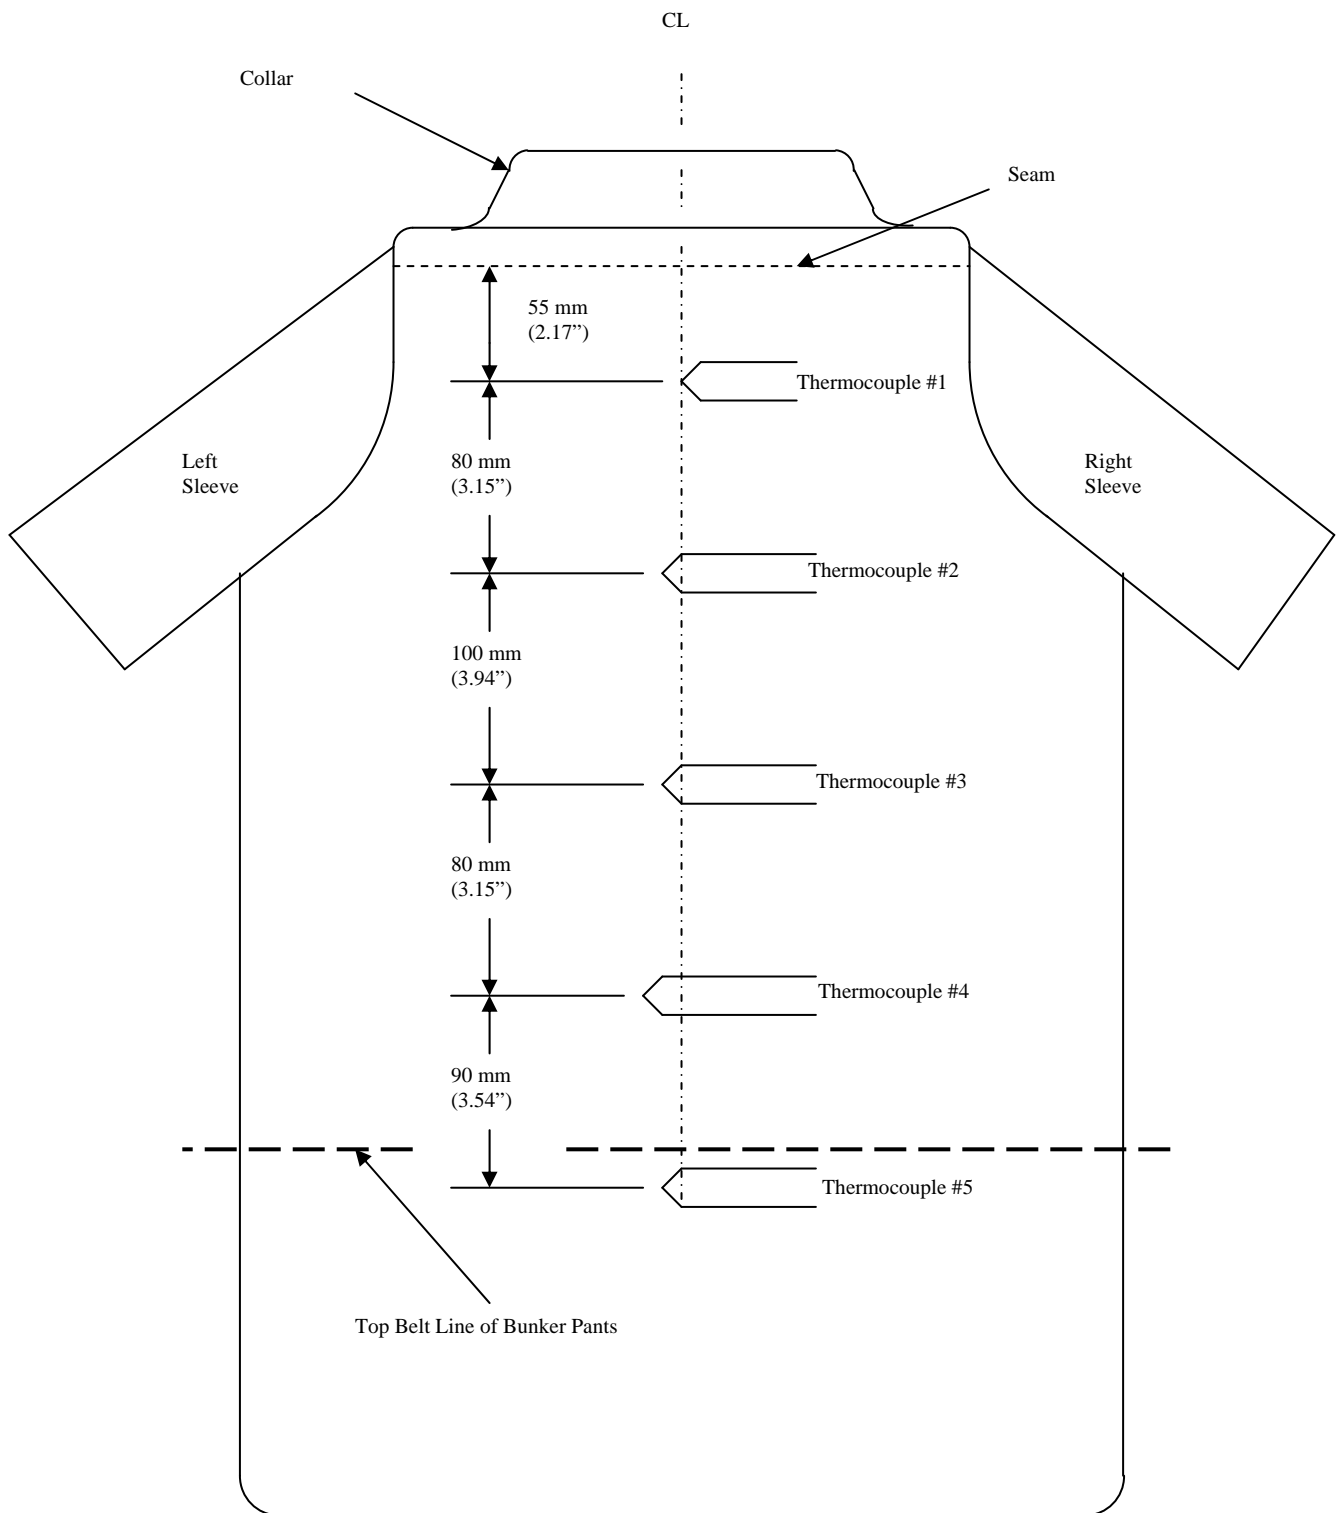 CL
Collar
Seam
55 mm
(2.17”)
Thermocouple #1
Left
Sleeve
80 mm
(3.15”)
Right
Sleeve
Thermocouple #2
100 mm
(3.94”)
Thermocouple #3
80 mm
(3.15”)
Thermocouple #4
90 mm
(3.54”)
Thermocouple #5
Top Belt Line of Bunker Pants